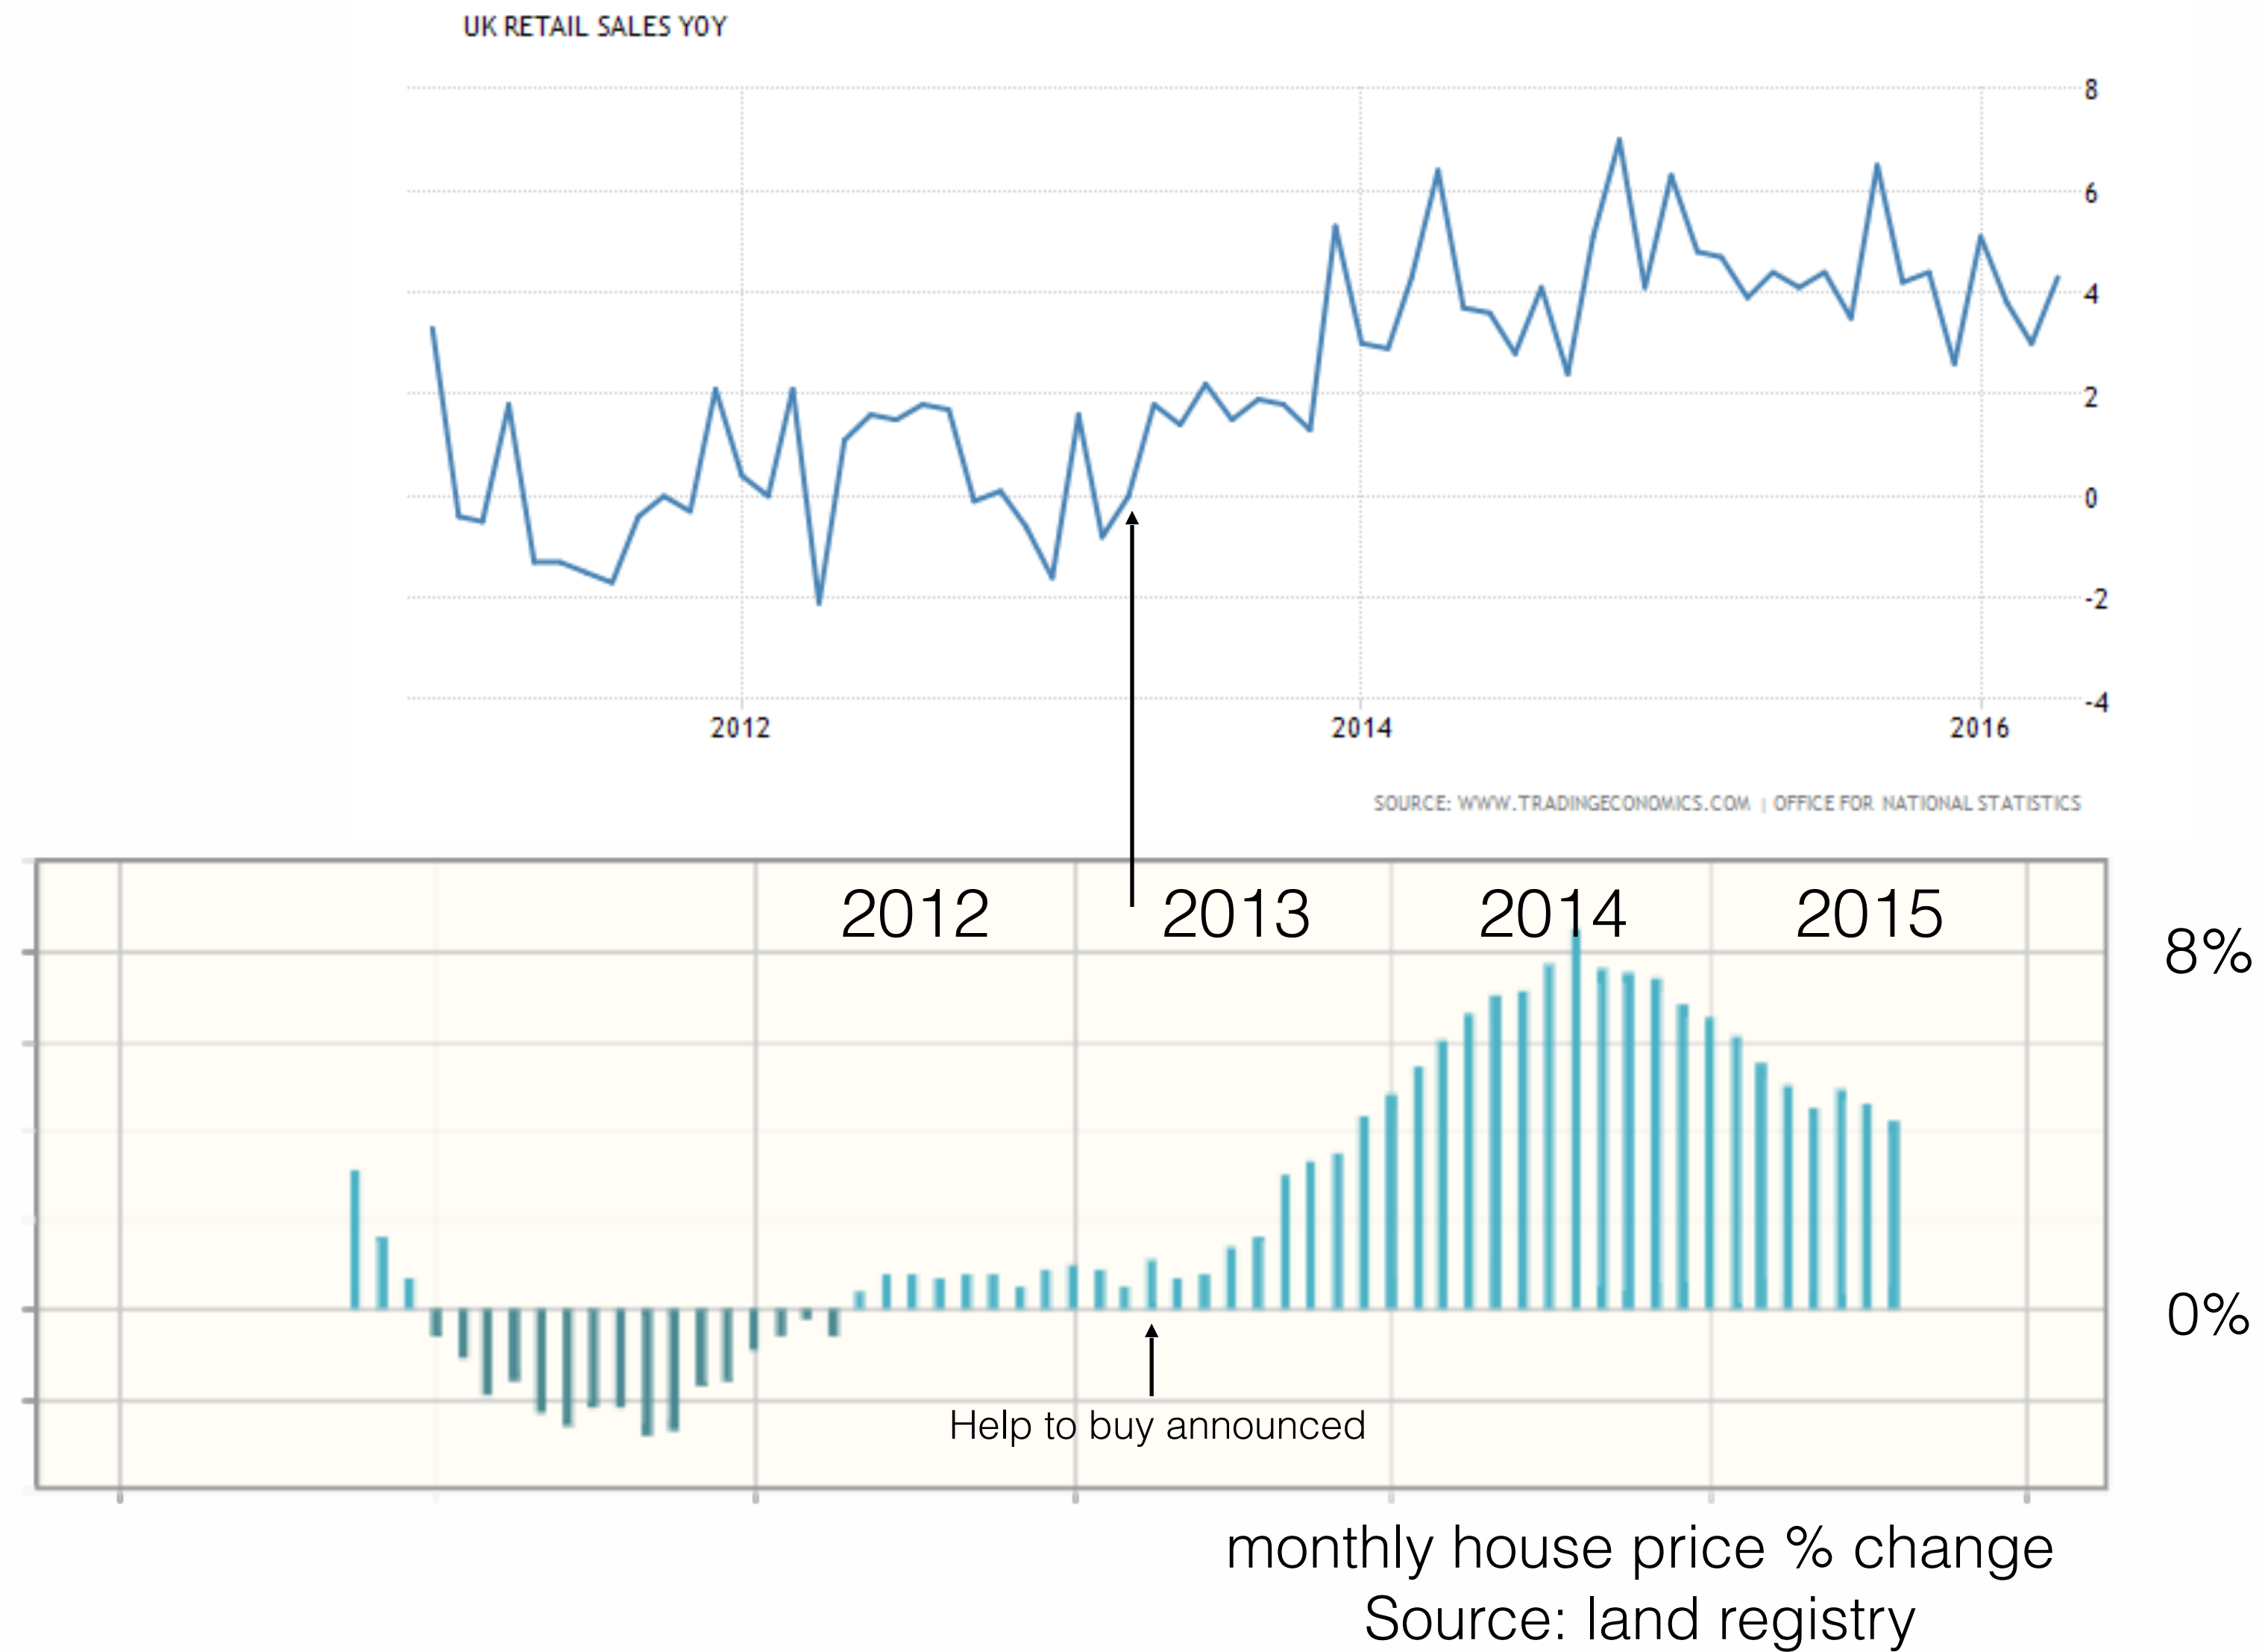 UK RETAIL SALES YOY
8
6
4
2
0
-2
-4
2012 2014 2016
SOURCE: WWW.TRADINGECONOMICS.COM | OFFICE FOR NATIONAL STATISTICS
2012 2013 2014 2015
8%
0%
Help to buy announced
monthly house price % change
Source: land registry